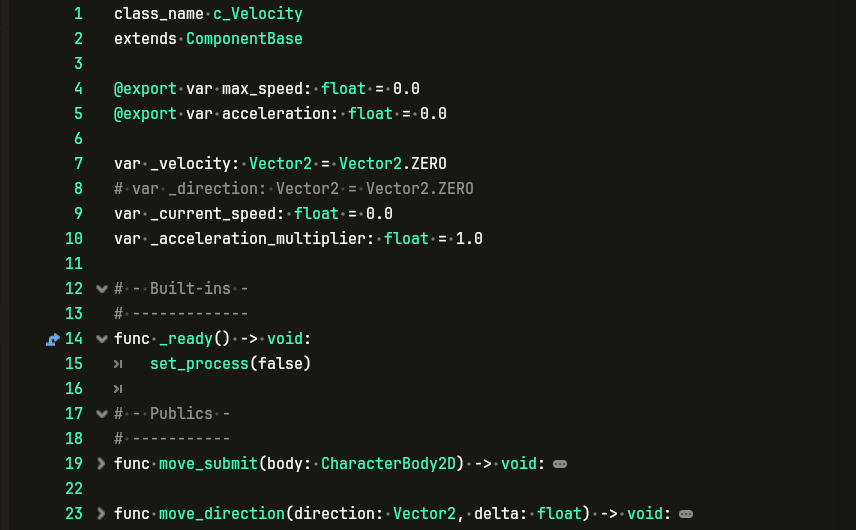 1 class_name c_Velocity
2 extends ComponentBase
3
4 @export var max_speed: float = 0.0
5 @export var acceleration: float = 0.0
6
7 var _velocity: Vector2 = Vector2.ZERO
8 # var _direction: Vector2 = Vector2.ZERO
9 var _current_speed: float = 0.0
10 var _acceleration_multiplier: float = 1.0
11
12 # - Built-ins -
13 # -------------
14 func _ready() -> void:
15 set_process(false)
16
17 # - Publics -
18 # -----------
19 func move_submit(body: CharacterBody2D) -> void:
22
23 func move_direction(direction: Vector2, delta: float) -> void: